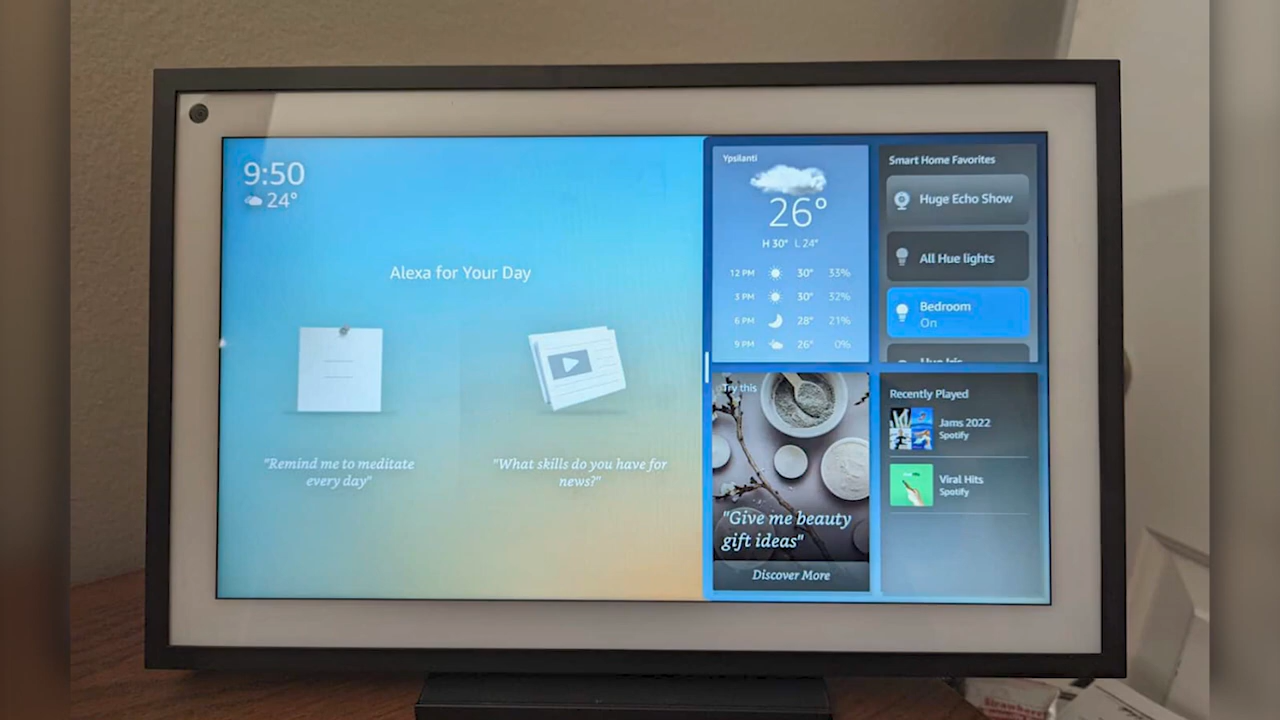 9:50
24°
Alexa for Your Day
"Remind me to meditate
every day"
"What skills do you have for
news?"
Ypsilanti
26°
H 30° L 24°
12 PM 30° 33%
3 PM 30° 32%
6 PM 28° 21%
9 PM 26° 0%
Smart Home Favorites
Huge Echo Show
All Hue lights
Bedroom
On
Hue Iris
Try this
"Give me beauty
gift ideas"
Discover More
Recently Played
Jams 2022
Spotify
Viral Hits
Spotify
Strawberry